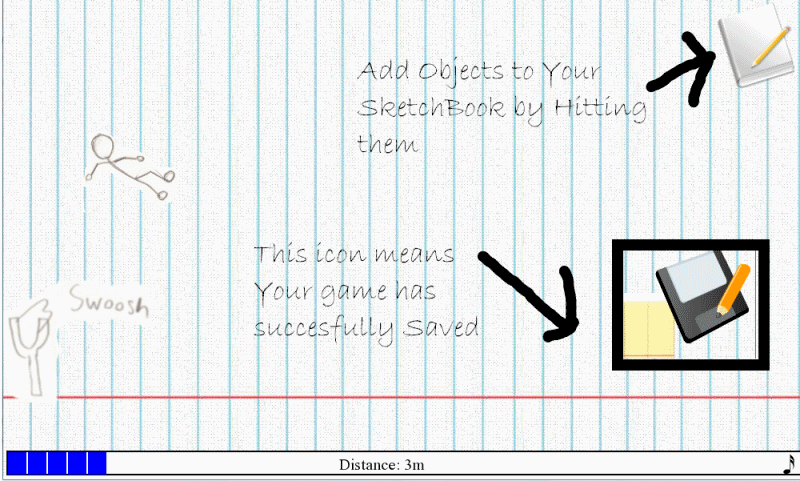 Add Objects to Your
SketchBook by Hitting
them
This icon means
Your game has
succesfully Saved
Swoosh
Distance: 3m